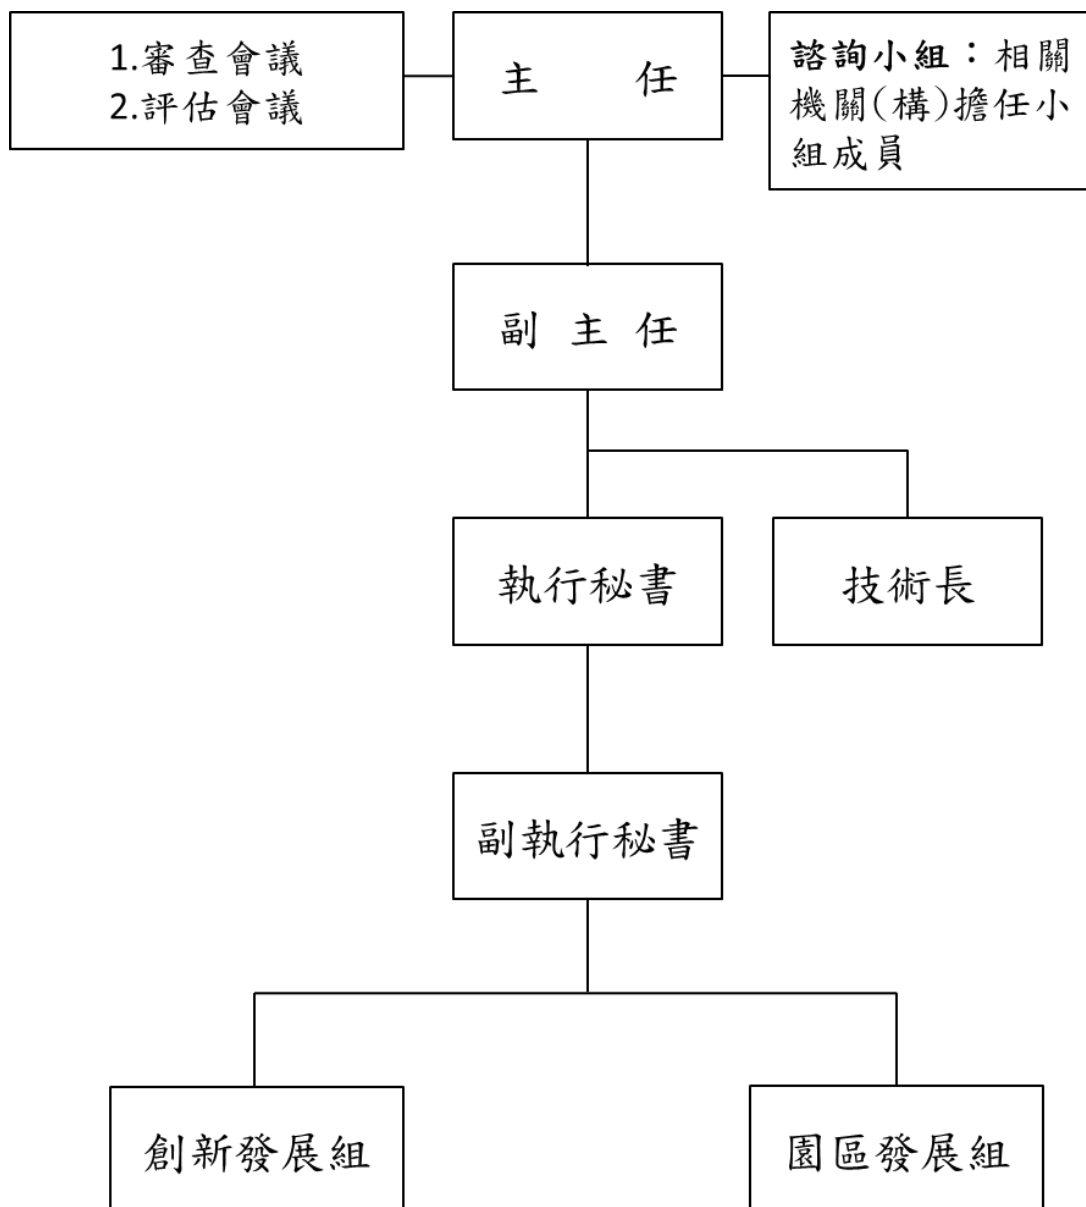 1.審查會議
2.評估會議
主 任
諮詢小組：相關
機關(構)擔任小
組成員
副 主 任
執行秘書
技術長
副執行秘書
創新發展組
園區發展組